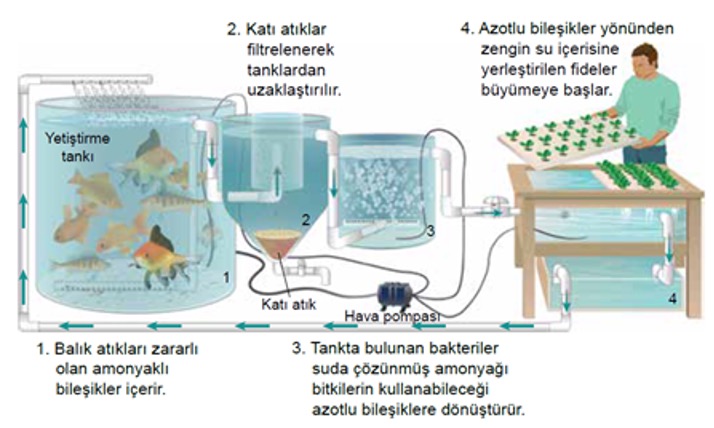 2. Katı atıklar
filtrelenerek
tanklardan
uzaklaştırılır.
4. Azotlu bileşikler yönünden
zengin su içerisine
yerleştirilen fideler
büyümeye başlar.
Yetiştirme
tankı
1
2
3
4
Katı atık
Hava pompası
1. Balık atıkları zararlı
olan amonyaklı
bileşikler içerir.
3. Tankta bulunan bakteriler
suda çözünmüş amonyağı
bitkilerin kullanabileceği
azotlu bileşiklere dönüştürür.